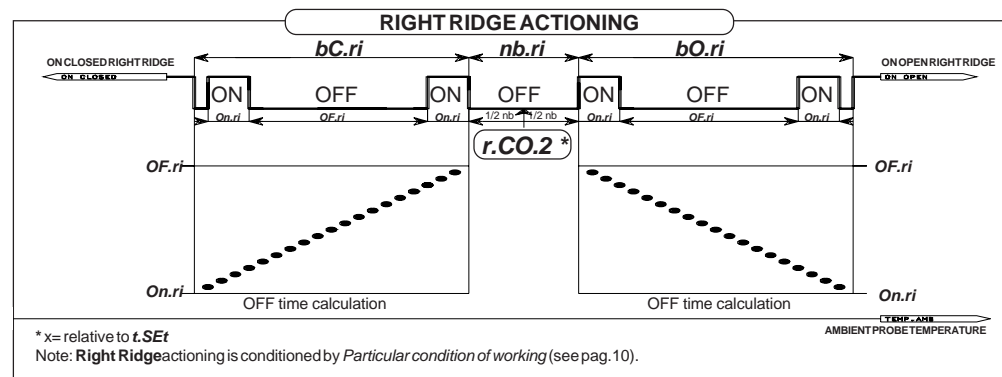 RIGHT RIDGE ACTIONING
bC.ri nb.ri bO.ri
ON CLOSED RIGHT RIDGE ON OPEN RIGHT RIDGE
ON CLOSED ON OPEN
ON OFF ON OFF ON OFF ON
On.ri OF.ri On.ri 1/2 nb 1/2 nb On.ri OF.ri On.ri
r.CO.2 *
OF.ri OF.ri
On.ri On.ri
OFF time calculation OFF time calculation
TEMP.AMB
AMBIENT PROBE TEMPERATURE
* x= relative to t.SEt
Note: Right Ridge actioning is conditioned by Particular condition of working (see pag.10).